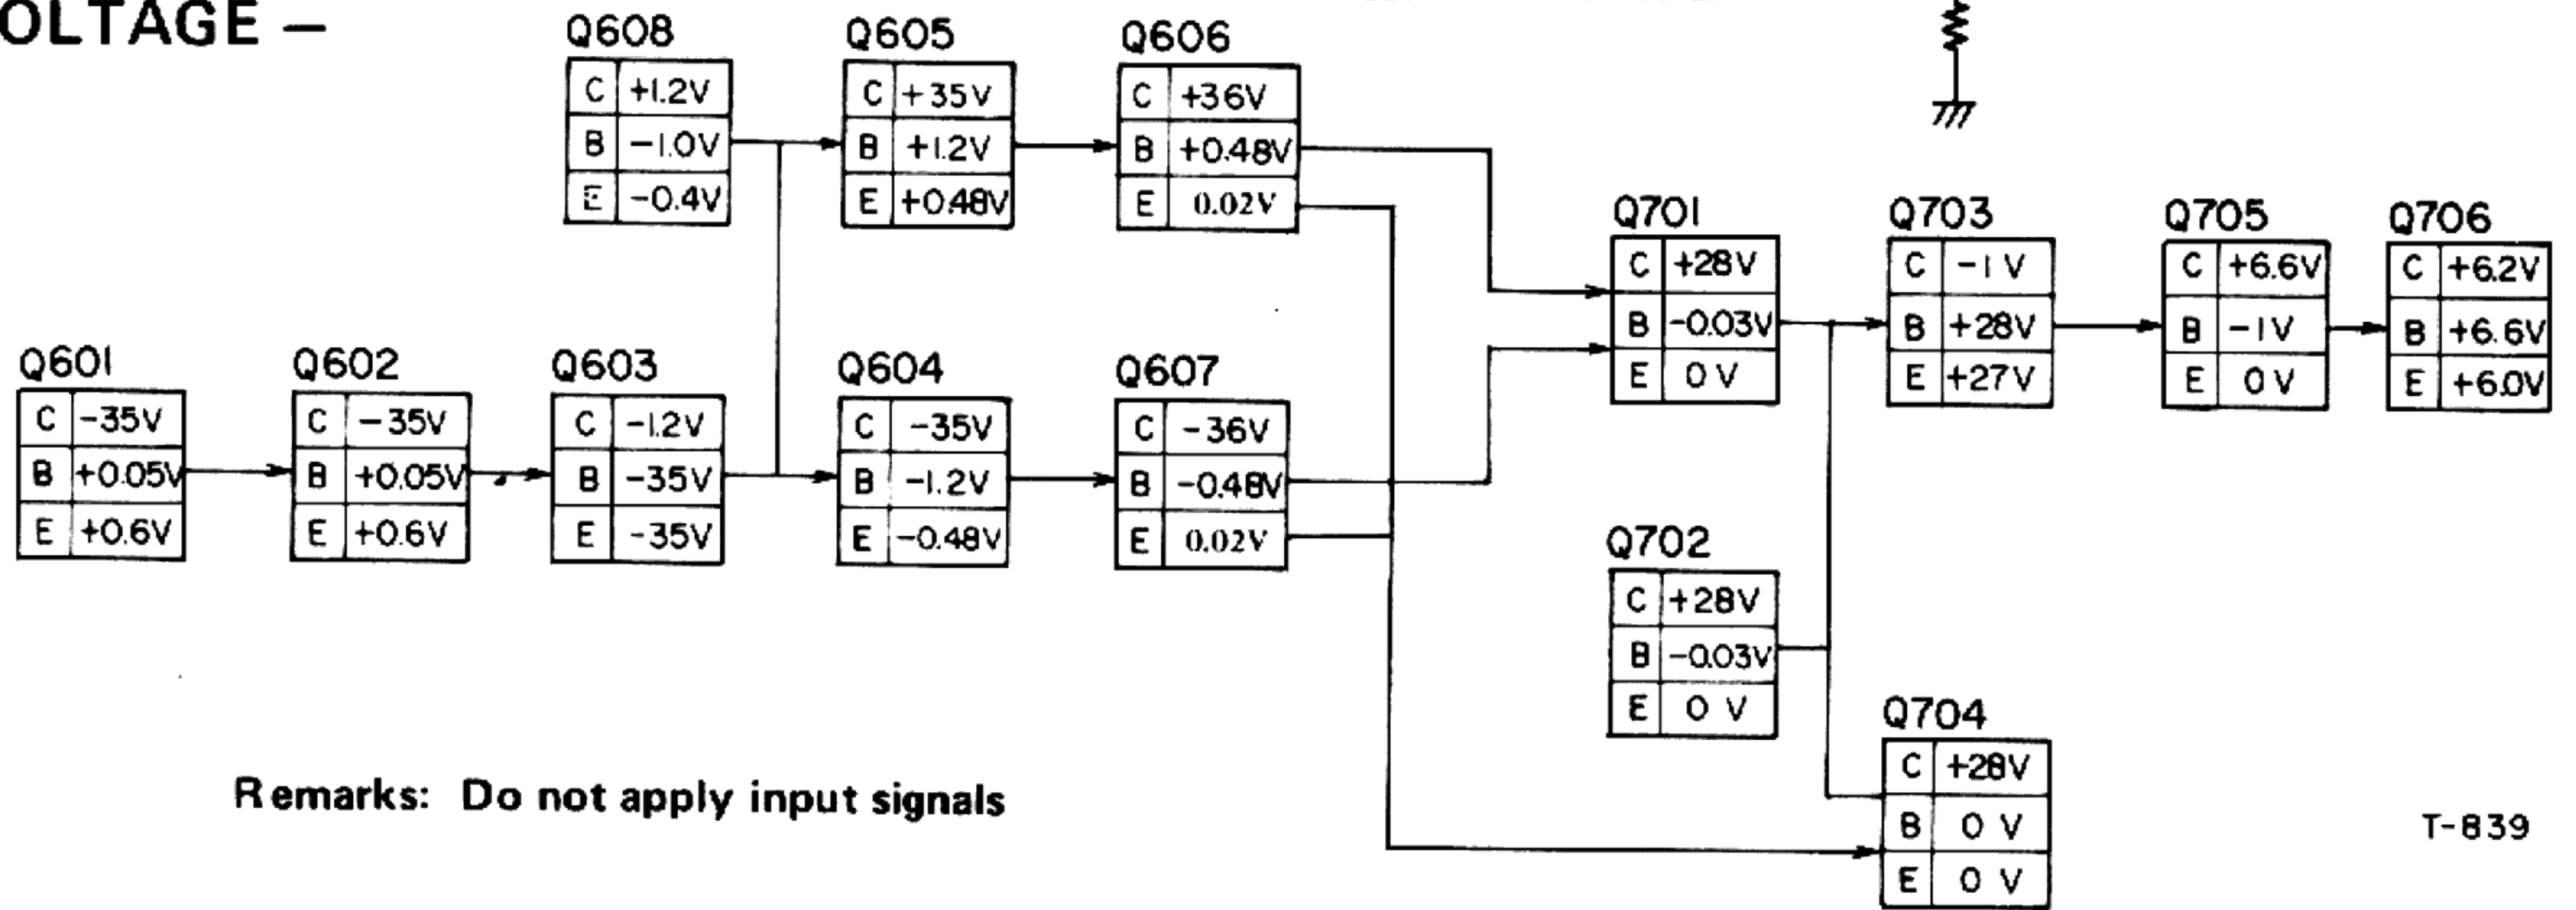 OLTAGE –
Q608
C +1.2V
B −1.0V
E −0.4V
Q605
C +35V
B +1.2V
E +0.48V
Q606
C +36V
B +0.48V
E 0.02V
Q601
C −35V
B +0.05V
E +0.6V
Q602
C −35V
B +0.05V
E +0.6V
Q603
C −1.2V
B −35V
E −35V
Q604
C −35V
B −1.2V
E −0.48V
Q607
C −36V
B −0.48V
E 0.02V
Q701
C +28V
B −0.03V
E 0V
Q703
C −1V
B +28V
E +27V
Q705
C +6.6V
B −1V
E 0V
Q706
C +6.2V
B +6.6V
E +6.0V
Q702
C +28V
B −0.03V
E 0V
Q704
C +28V
B 0V
E 0V
Remarks: Do not apply input signals
T-839